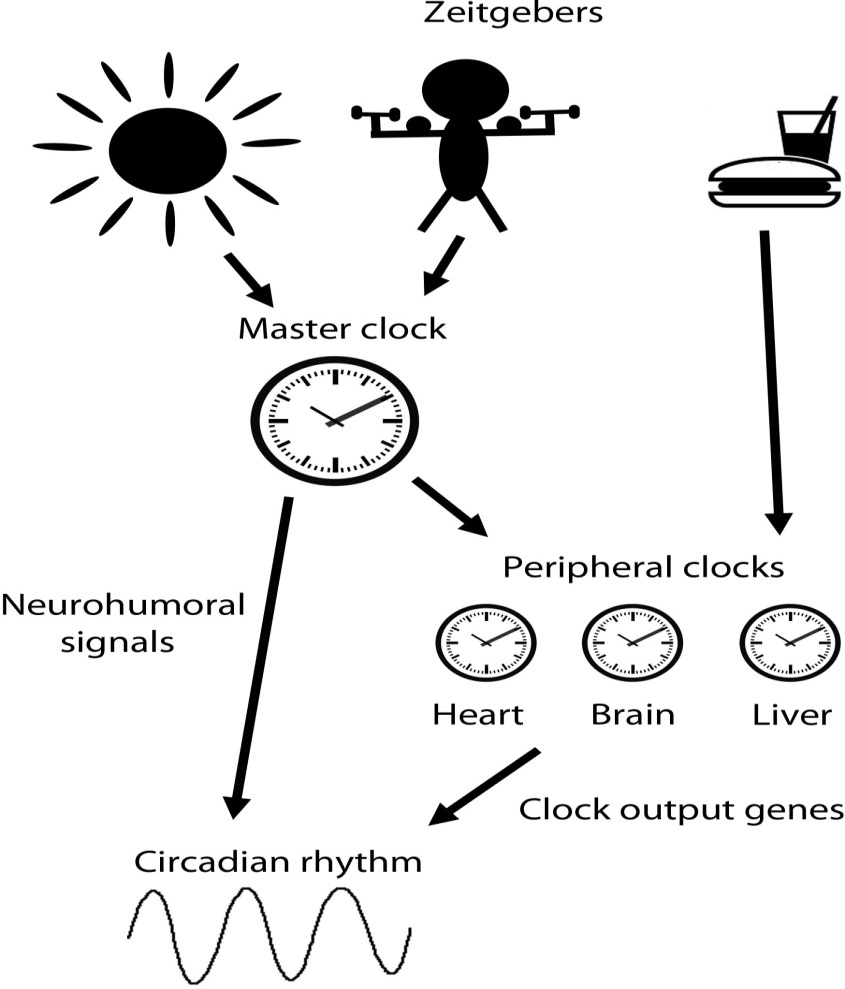 Zeitgebers
Master clock
Peripheral clocks
Neurohumoral
signals
Heart
Brain
Liver
Clock output genes
Circadian rhythm